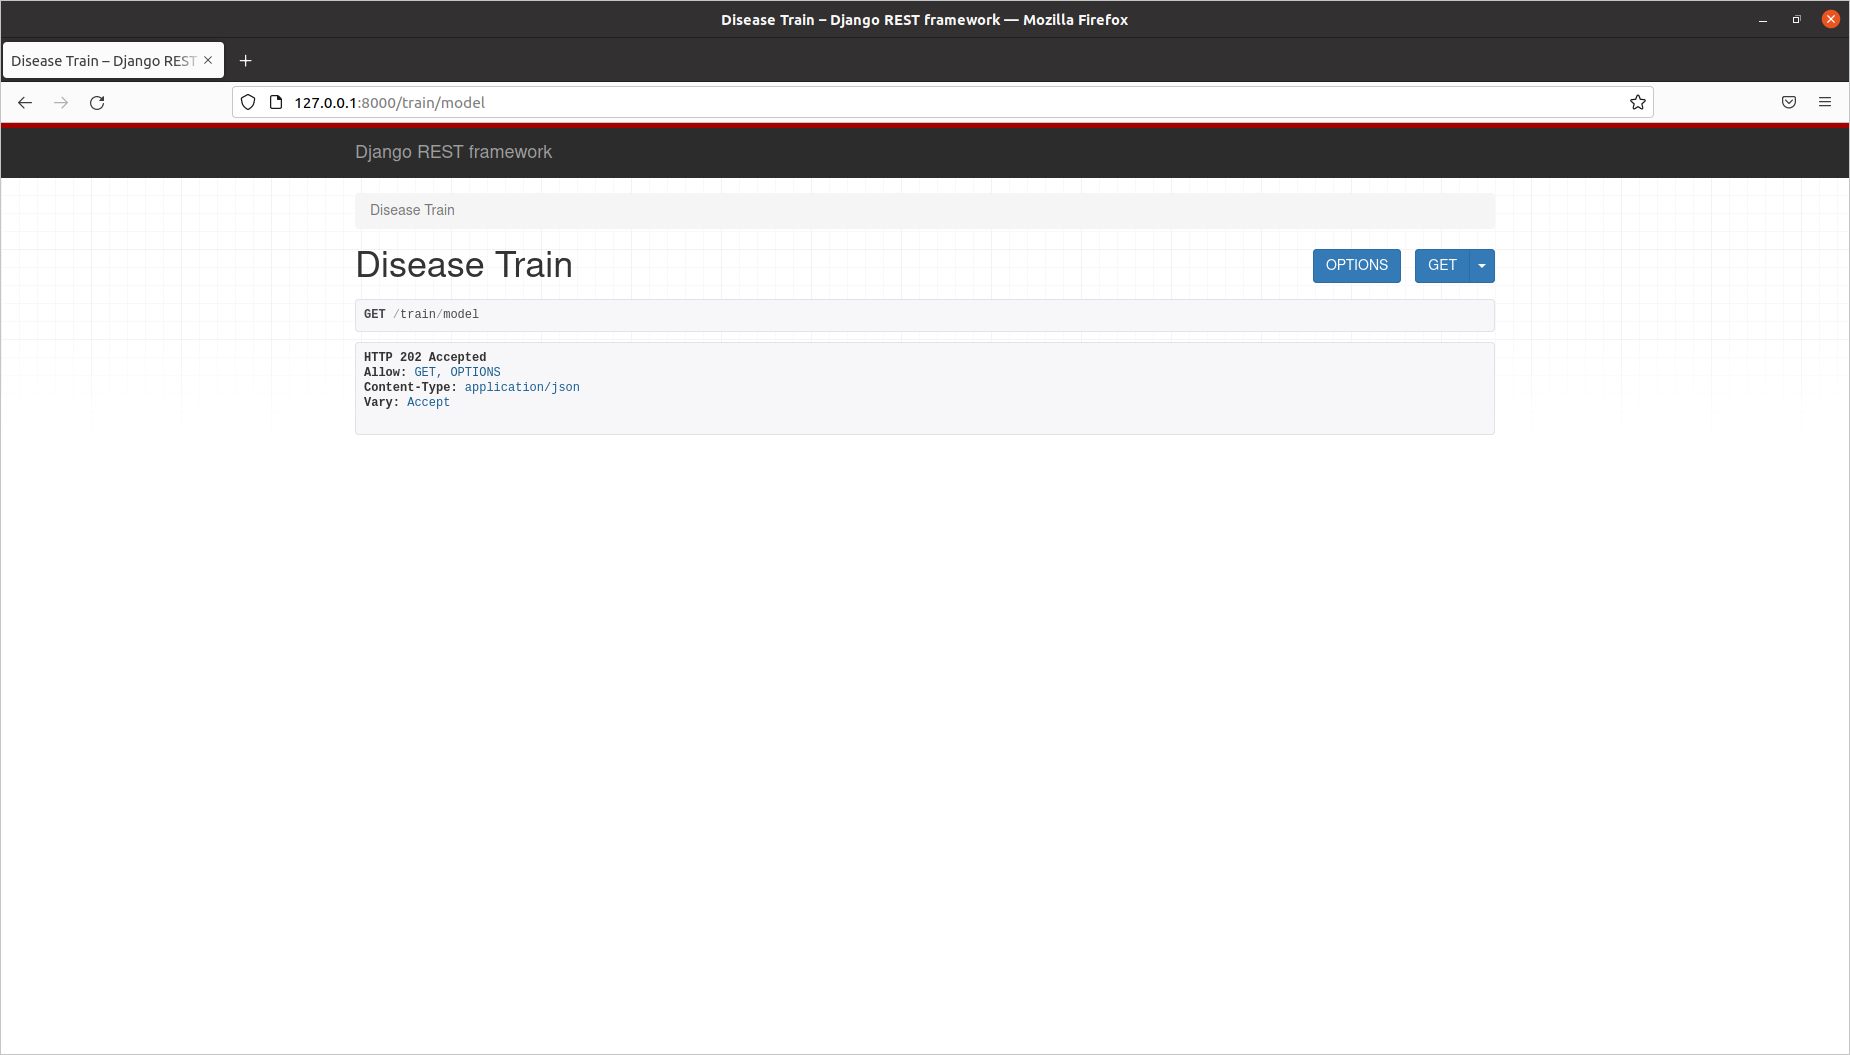 Disease Train – Django REST framework — Mozilla Firefox
Disease Train – Django REST
127.0.0.1:8000/train/model
Django REST framework
Disease Train
Disease Train
OPTIONS
GET
GET /train/model
HTTP 202 Accepted
Allow: GET, OPTIONS
Content-Type: application/json
Vary: Accept